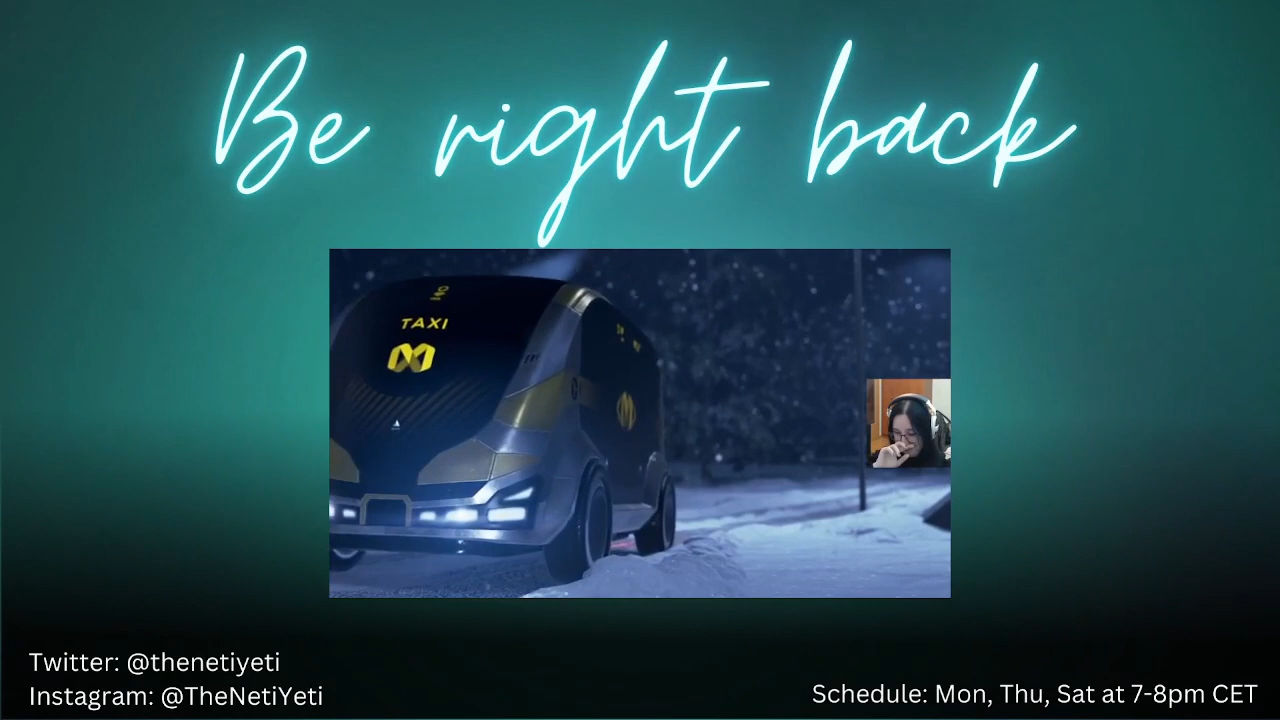 Be right back
TAXI
Twitter: @thenetiyeti
Instagram: @TheNetiYeti
Schedule: Mon, Thu, Sat at 7-8pm CET